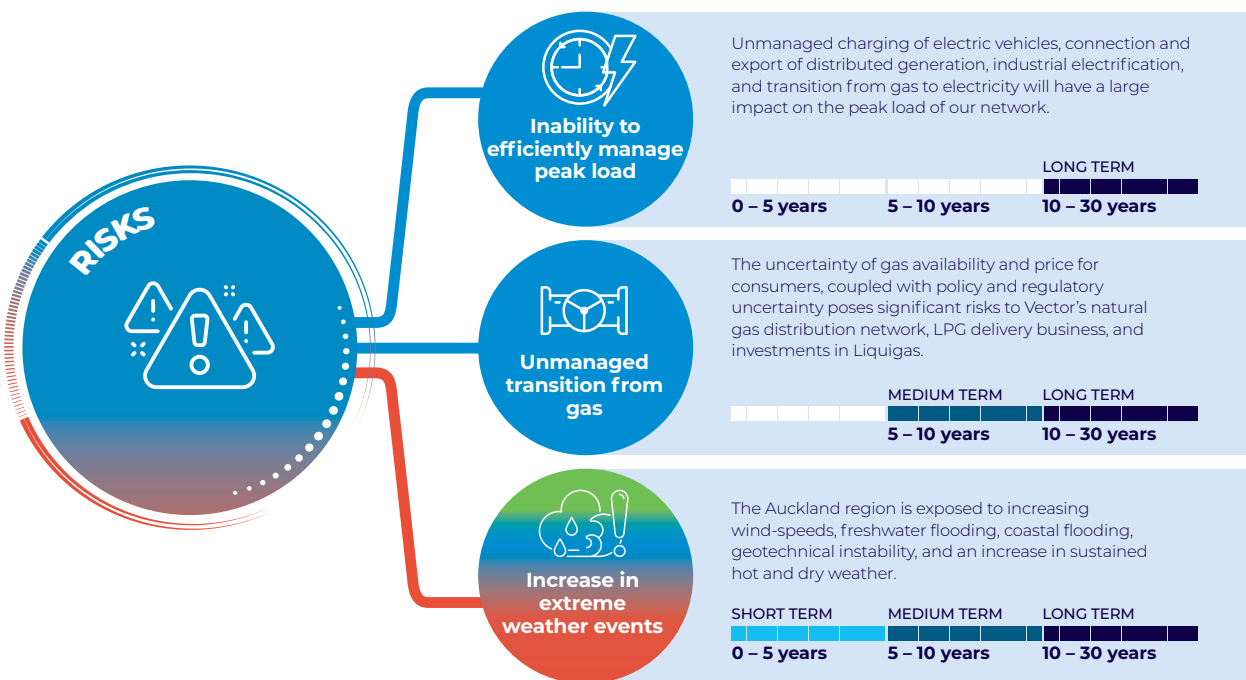 RISKS
Inability to
efficiently manage
peak load
Unmanaged charging of electric vehicles, connection and
export of distributed generation, industrial electrification,
and transition from gas to electricity will have a large
impact on the peak load of our network.
LONG TERM
0 – 5 years
5 – 10 years
10 – 30 years
Unmanaged
transition from
gas
The uncertainty of gas availability and price for
consumers, coupled with policy and regulatory
uncertainty poses significant risks to Vector’s natural
gas distribution network, LPG delivery business, and
investments in Liquigas.
MEDIUM TERM
LONG TERM
5 – 10 years
10 – 30 years
Increase in
extreme
weather events
The Auckland region is exposed to increasing
wind-speeds, freshwater flooding, coastal flooding,
geotechnical instability, and an increase in sustained
hot and dry weather.
SHORT TERM
MEDIUM TERM
LONG TERM
0 – 5 years
5 – 10 years
10 – 30 years